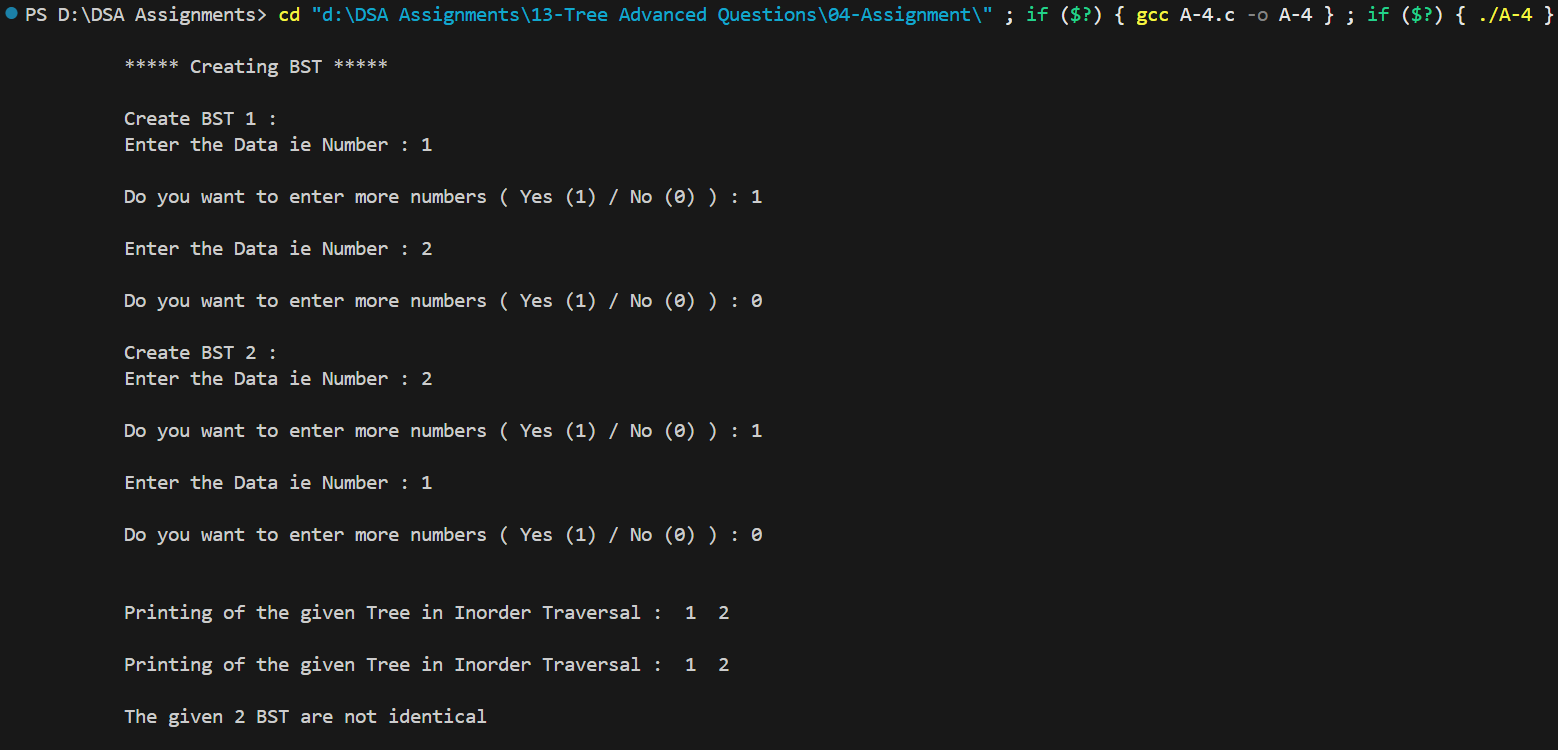 PS D:\DSA Assignments> cd "d:\DSA Assignments\13-Tree Advanced Questions\04-Assignment\" ; if ($?) { gcc A-4.c -o A-4 } ; if ($?) { ./A-4 }
***** Creating BST *****
Create BST 1 :
Enter the Data ie Number : 1
Do you want to enter more numbers ( Yes (1) / No (0) ) : 1
Enter the Data ie Number : 2
Do you want to enter more numbers ( Yes (1) / No (0) ) : 0
Create BST 2 :
Enter the Data ie Number : 2
Do you want to enter more numbers ( Yes (1) / No (0) ) : 1
Enter the Data ie Number : 1
Do you want to enter more numbers ( Yes (1) / No (0) ) : 0
Printing of the given Tree in Inorder Traversal :  1  2
Printing of the given Tree in Inorder Traversal :  1  2
The given 2 BST are not identical